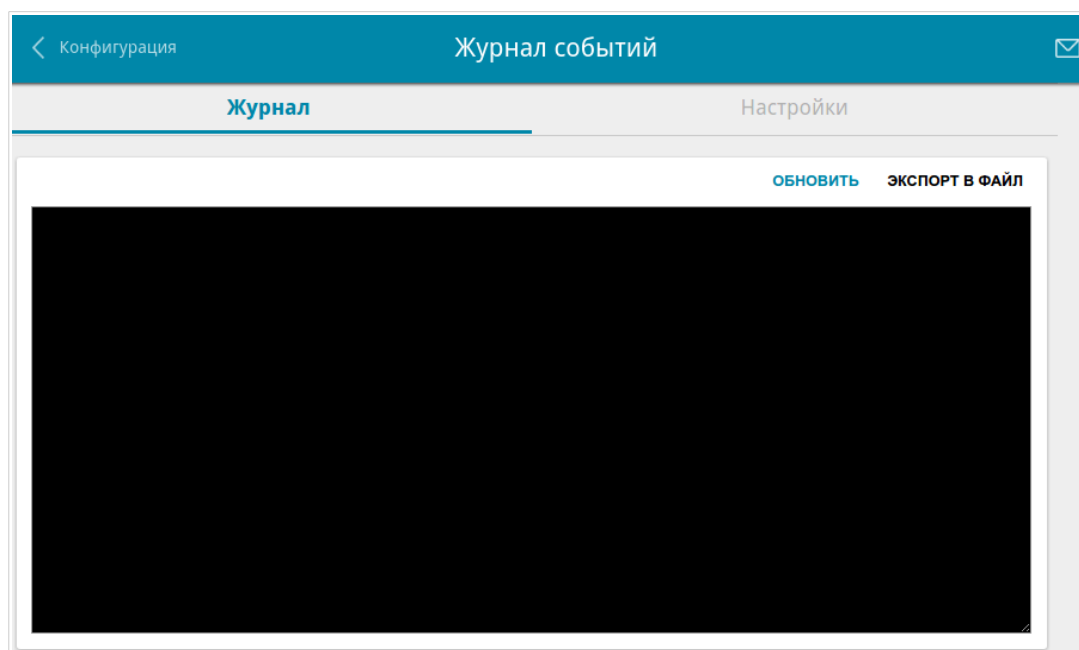 Конфигурация
Журнал событий
Журнал
Настройки
ОБНОВИТЬ
ЭКСПОРТ В ФАЙЛ